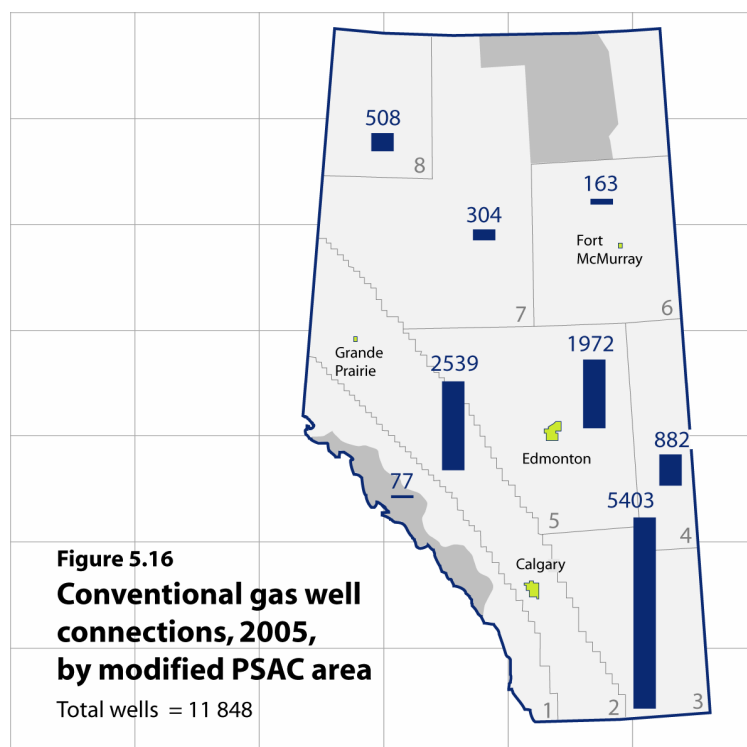 508
8
163
304
Fort
McMurray
7
6
Grande
Prairie
2539
1972
Edmonton
882
77
5403
5
4
Calgary
Figure 5.16
Conventional gas well
connections, 2005,
by modified PSAC area
Total wells = 11 848
1
2
3